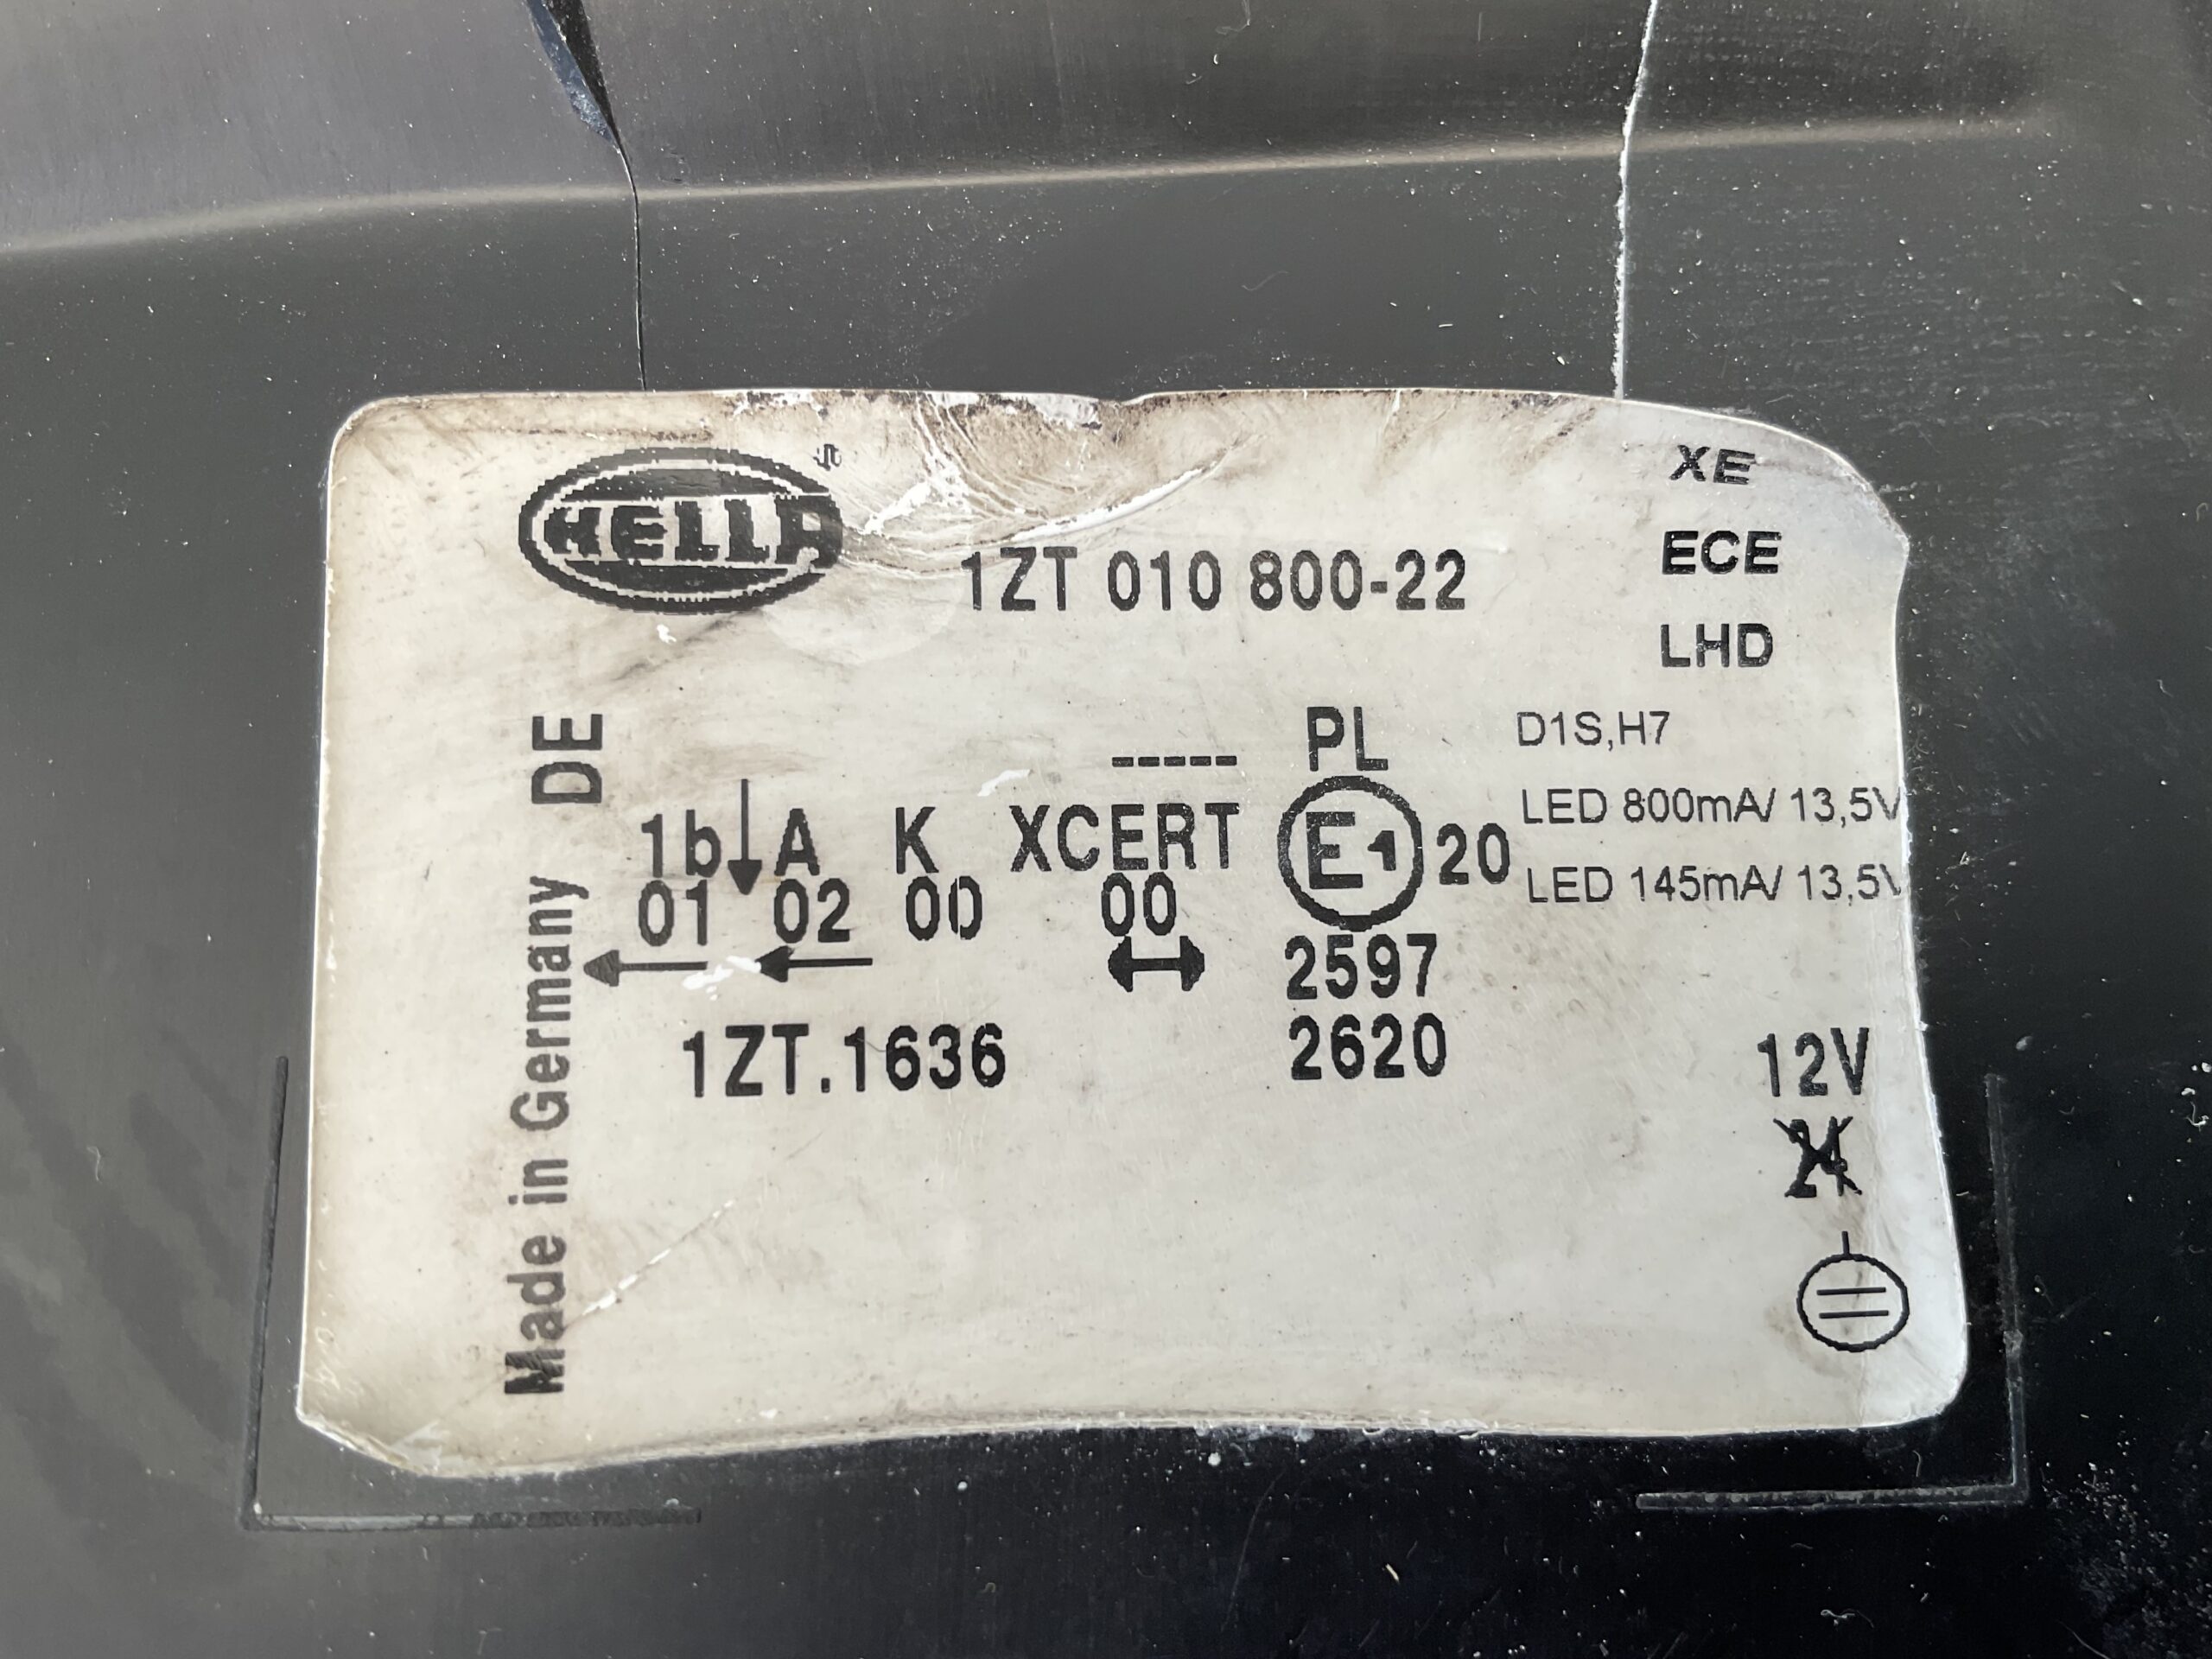 HELLA
1ZT 010 800-22
XE
ECE
LHD
Made in Germany DE
----- PL
1b A K XCERT E1 20
01 02 00 00
2597
1ZT.1636 2620
D1S,H7
LED 800mA/ 13,5V
LED 145mA/ 13,5V
12V
24